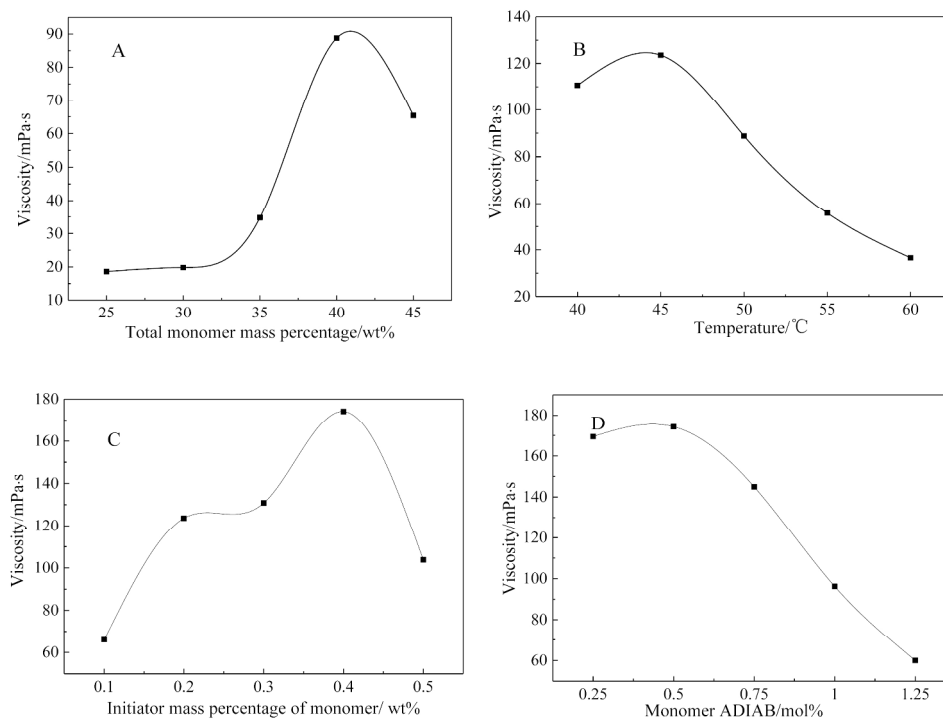 A
Viscosity/mPa·s
90
80
70
60
50
40
30
20
10
25 30 35 40 45
Total monomer mass percentage/wt%
B
Viscosity/mPa·s
140
120
100
80
60
40
20
40 45 50 55 60
Temperature/℃
C
Viscosity/mPa·s
180
160
140
120
100
80
60
0.1 0.2 0.3 0.4 0.5
Initiator mass percentage of monomer/ wt%
D
Viscosity/mPa·s
180
160
140
120
100
80
60
0.25 0.5 0.75 1 1.25
Monomer ADIAB/mol%